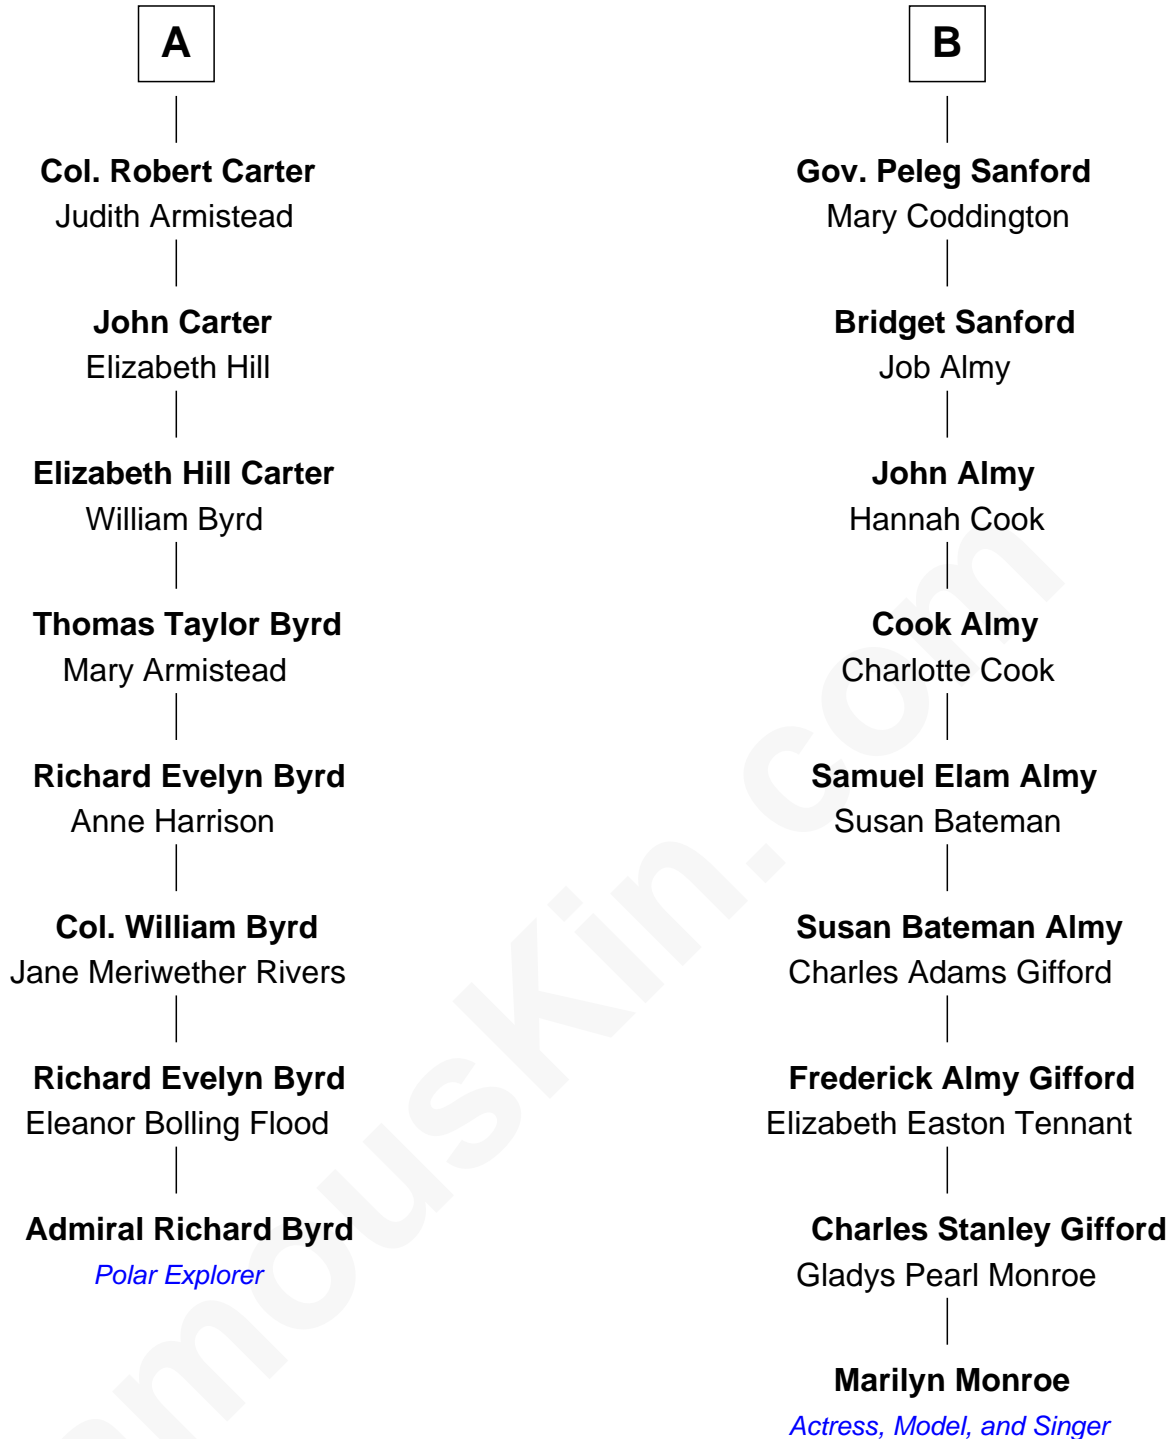 A
Col. Robert Carter
Judith Armistead
John Carter
Elizabeth Hill
Elizabeth Hill Carter
William Byrd
Thomas Taylor Byrd
Mary Armistead
Richard Evelyn Byrd
Anne Harrison
Col. William Byrd
Jane Meriwether Rivers
Richard Evelyn Byrd
Eleanor Bolling Flood
Admiral Richard Byrd
Polar Explorer
B
Gov. Peleg Sanford
Mary Coddington
Bridget Sanford
Job Almy
John Almy
Hannah Cook
Cook Almy
Charlotte Cook
Samuel Elam Almy
Susan Bateman
Susan Bateman Almy
Charles Adams Gifford
Frederick Almy Gifford
Elizabeth Easton Tennant
Charles Stanley Gifford
Gladys Pearl Monroe
Marilyn Monroe
Actress, Model, and Singer
amouskin.com